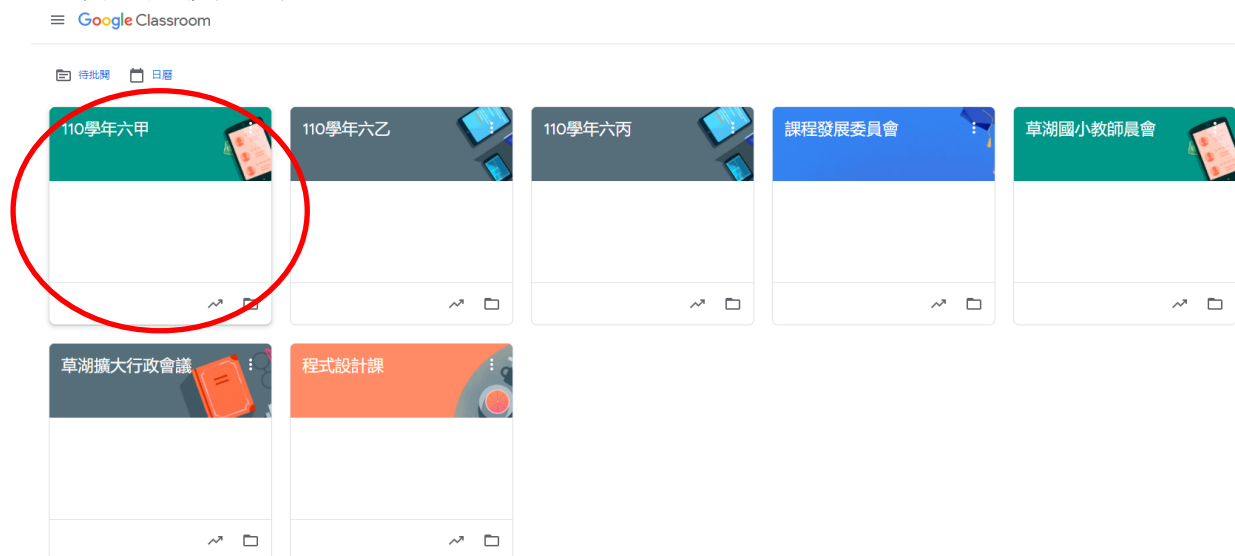 Google Classroom
待批閱 日曆
110學年六甲
110學年六乙
110學年六丙
課程發展委員會
草湖國小教師晨會
草湖擴大行政會議
程式設計課